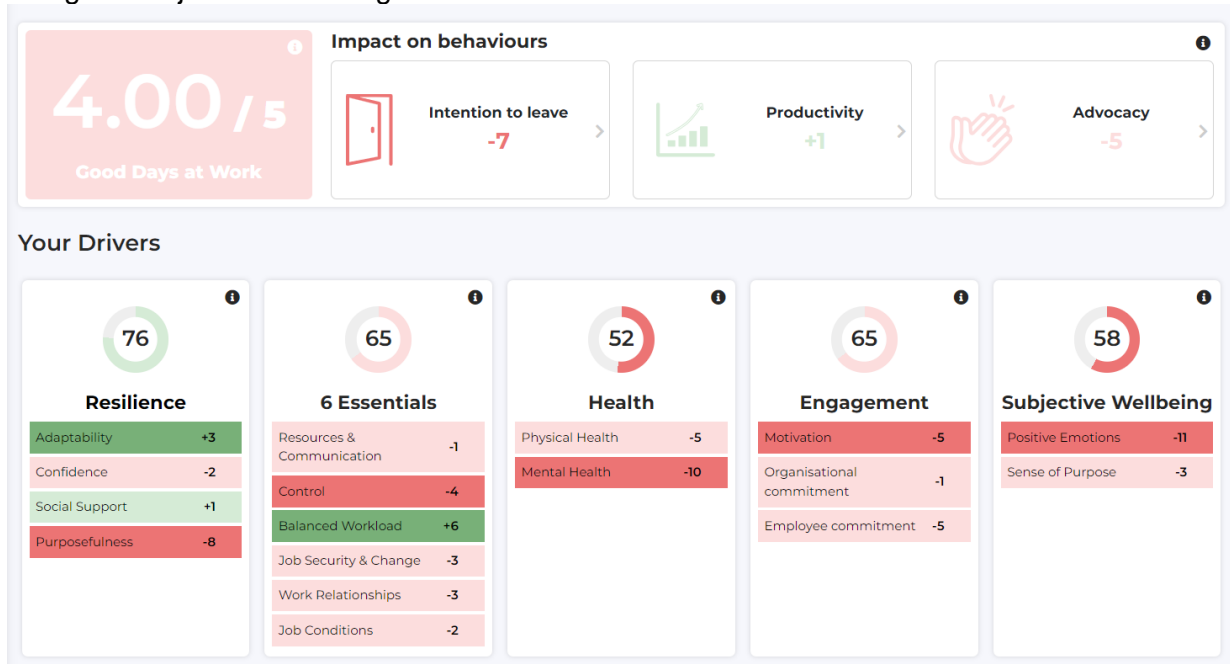 4.00 / 5
Good Days at Work
Impact on behaviours
Intention to leave
-7
Productivity
+1
Advocacy
-5
Your Drivers
76
Resilience
Adaptability +3
Confidence -2
Social Support +1
Purposefulness -8
65
6 Essentials
Resources &
Communication -1
Control -4
Balanced Workload +6
Job Security & Change -3
Work Relationships -3
Job Conditions -2
52
Health
Physical Health -5
Mental Health -10
65
Engagement
Motivation -5
Organisational
commitment -1
Employee commitment -5
58
Subjective Wellbeing
Positive Emotions -11
Sense of Purpose -3